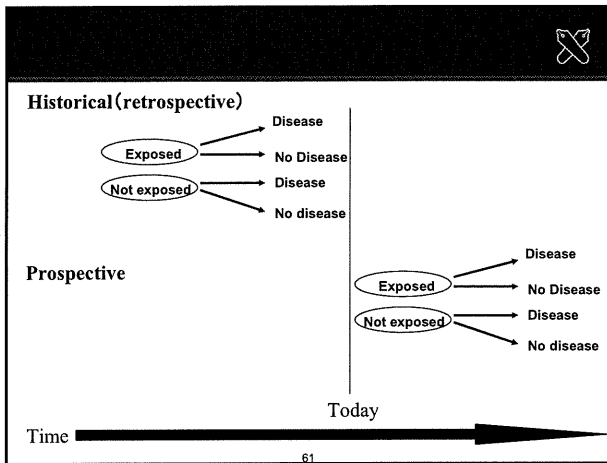 Historical(retrospective)
Disease
Exposed
No Disease
Not exposed
Disease
No disease
Prospective
Disease
Exposed
No Disease
Not exposed
Disease
No disease
Today
Time
61